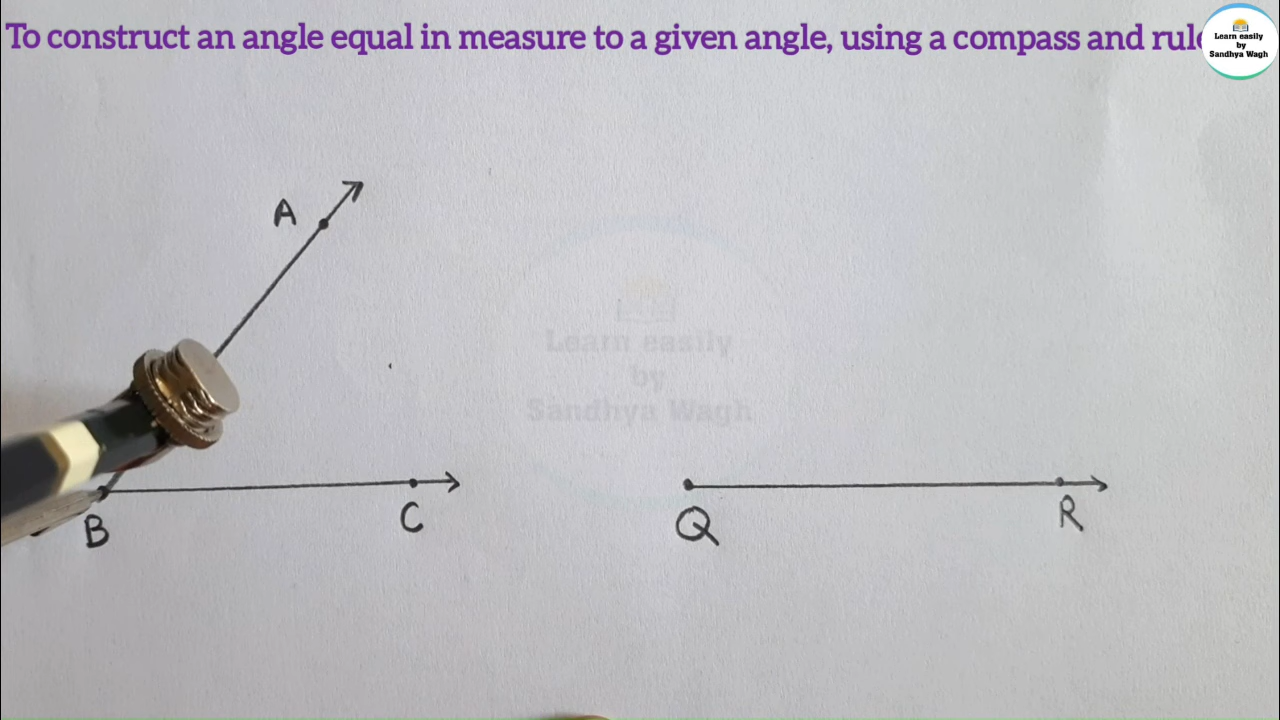 To construct an angle equal in measure to a given angle, using a compass and
Learn easily
by
Sandhya Wagh
A
Learn easily
by
Sandhya Wagh
B
C
Q
R